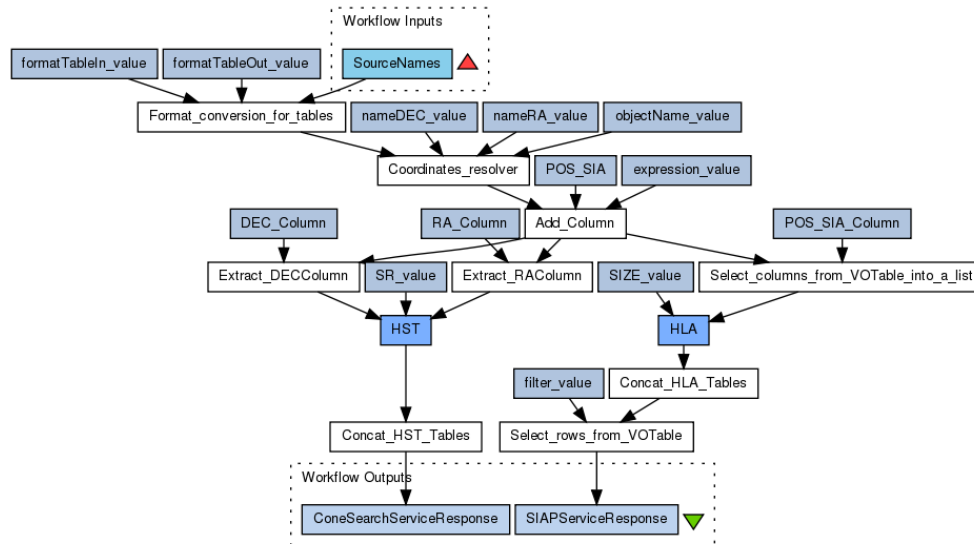 Workflow Inputs
formatTableIn_value
formatTableOut_value
SourceNames
Format_conversion_for_tables
nameDEC_value
nameRA_value
objectName_value
Coordinates_resolver
POS_SIA
expression_value
DEC_Column
RA_Column
Add_Column
POS_SIA_Column
Extract_DECColumn
SR_value
Extract_RAColumn
SIZE_value
Select_columns_from_VOTable_into_a_list
HST
HLA
filter_value
Concat_HLA_Tables
Concat_HST_Tables
Select_rows_from_VOTable
Workflow Outputs
ConeSearchServiceResponse
SIAPServiceResponse